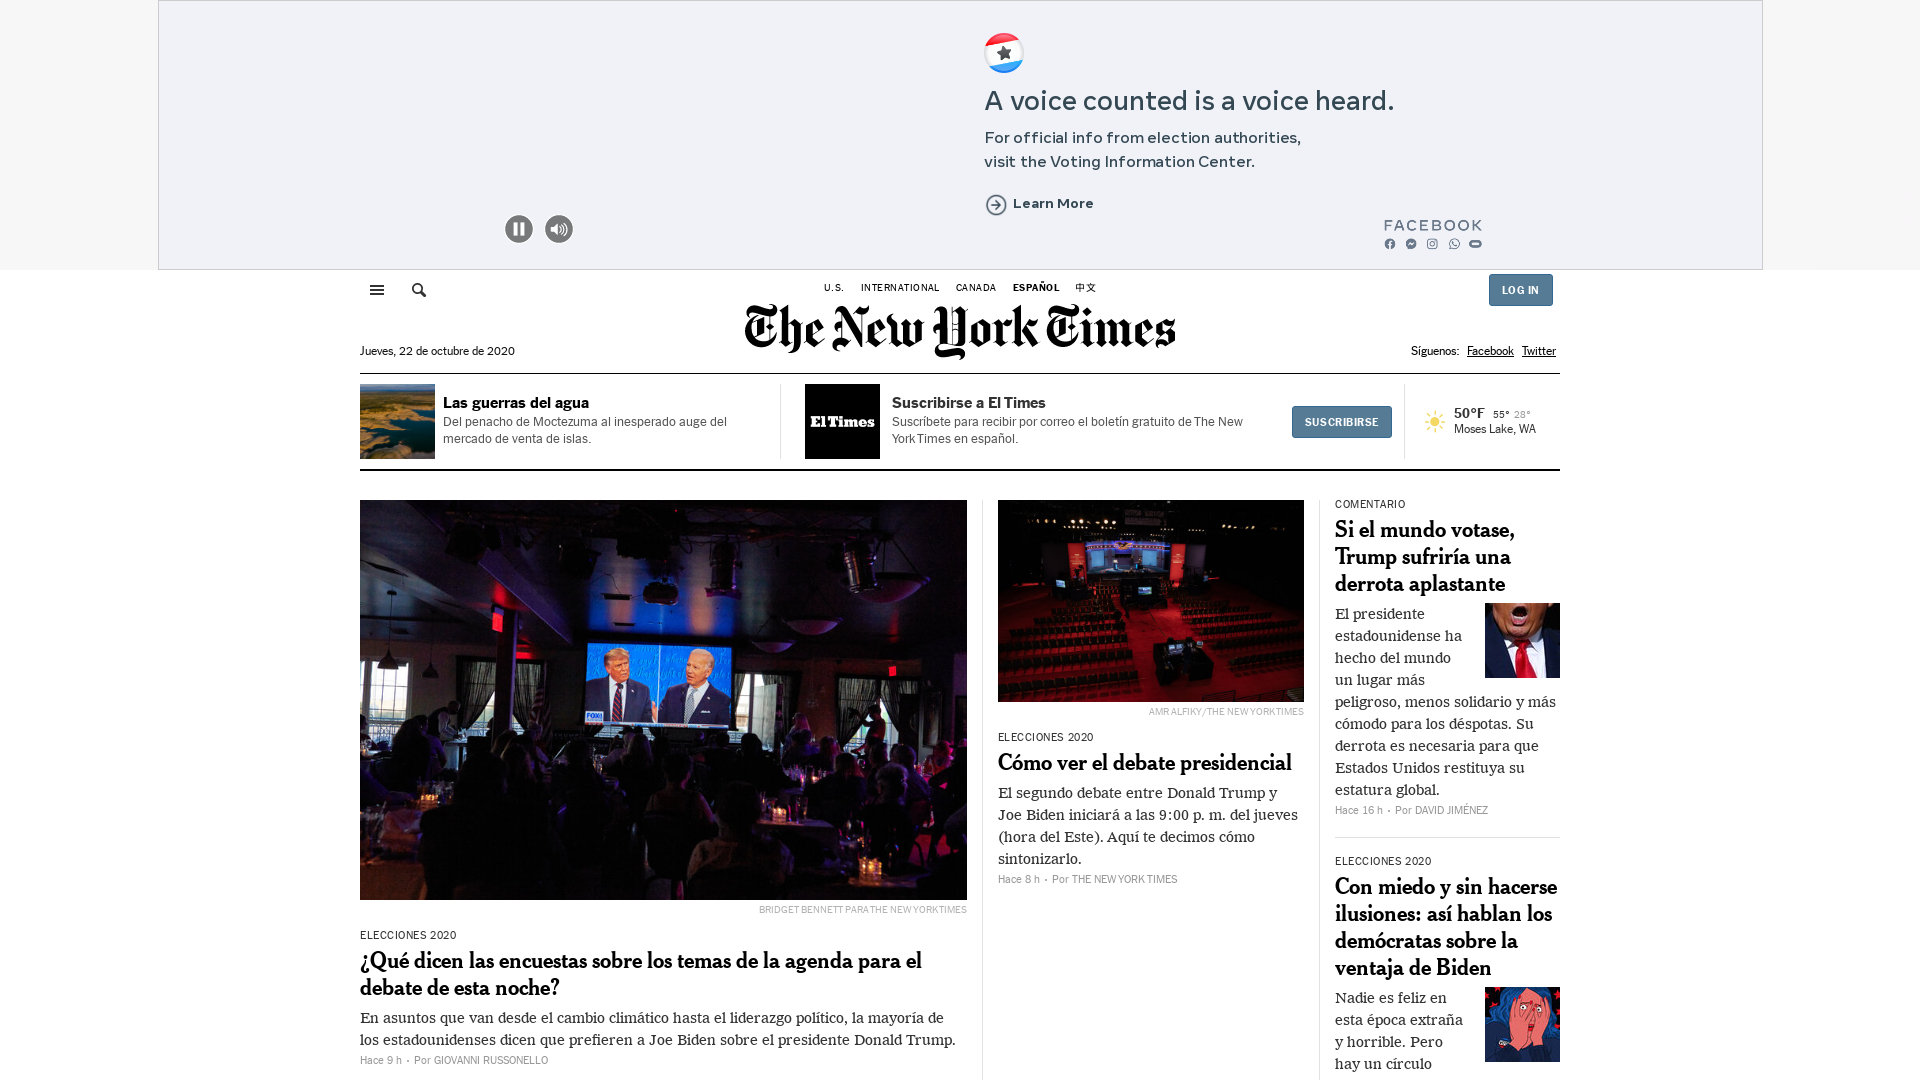 A voice counted is a voice heard.
For official info from election authorities,
visit the Voting Information Center.
Learn More
FACEBOOK
U.S. INTERNATIONAL CANADA ESPAÑOL 中文
LOG IN
The New York Times
Jueves, 22 de octubre de 2020
Síguenos: Facebook Twitter
Las guerras del agua
Del penacho de Moctezuma al inesperado auge del
mercado de venta de islas.
El Times
Suscribirse a El Times
Suscríbete para recibir por correo el boletín gratuito de The New
York Times en español.
SUSCRIBIRSE
50°F 55° 28°
Moses Lake, WA
BRIDGET BENNETT PARA THE NEW YORK TIMES
ELECCIONES 2020
¿Qué dicen las encuestas sobre los temas de la agenda para el
debate de esta noche?
En asuntos que van desde el cambio climático hasta el liderazgo político, la mayoría de
los estadounidenses dicen que prefieren a Joe Biden sobre el presidente Donald Trump.
Hace 9 h • Por GIOVANNI RUSSONELLO
AMR ALFIKY/THE NEW YORK TIMES
ELECCIONES 2020
Cómo ver el debate presidencial
El segundo debate entre Donald Trump y
Joe Biden iniciará a las 9:00 p. m. del jueves
(hora del Este). Aquí te decimos cómo
sintonizarlo.
Hace 8 h • Por THE NEW YORK TIMES
COMENTARIO
Si el mundo votase,
Trump sufriría una
derrota aplastante
El presidente
estadounidense ha
hecho del mundo
un lugar más
peligroso, menos solidario y más
cómodo para los déspotas. Su
derrota es necesaria para que
Estados Unidos restituya su
estatura global.
Hace 16 h • Por DAVID JIMÉNEZ
ELECCIONES 2020
Con miedo y sin hacerse
ilusiones: así hablan los
demócratas sobre la
ventaja de Biden
Nadie es feliz en
esta época extraña
y horrible. Pero
hay un círculo